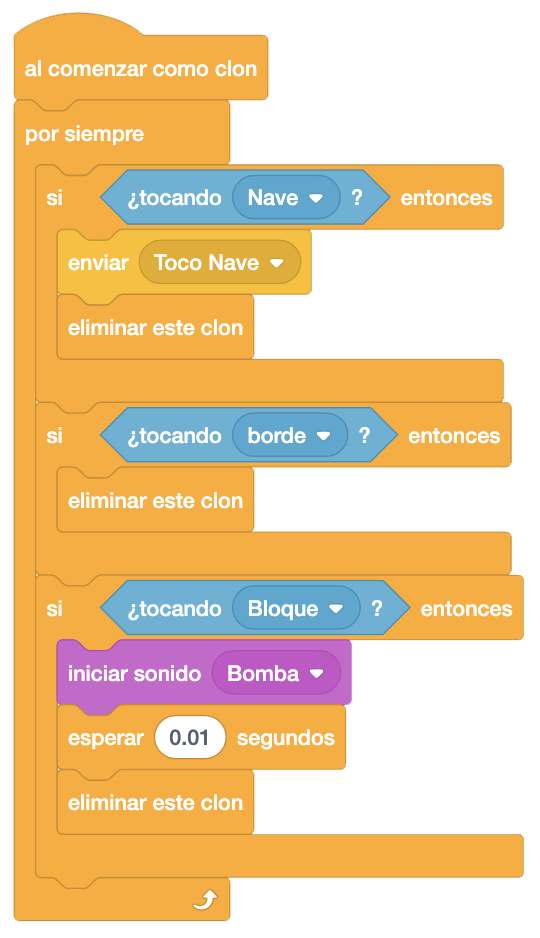 al comenzar como clon
por siempre
si ¿tocando Nave ? entonces
enviar Toco Nave
eliminar este clon
si ¿tocando borde ? entonces
eliminar este clon
si ¿tocando Bloque ? entonces
iniciar sonido Bomba
esperar 0.01 segundos
eliminar este clon